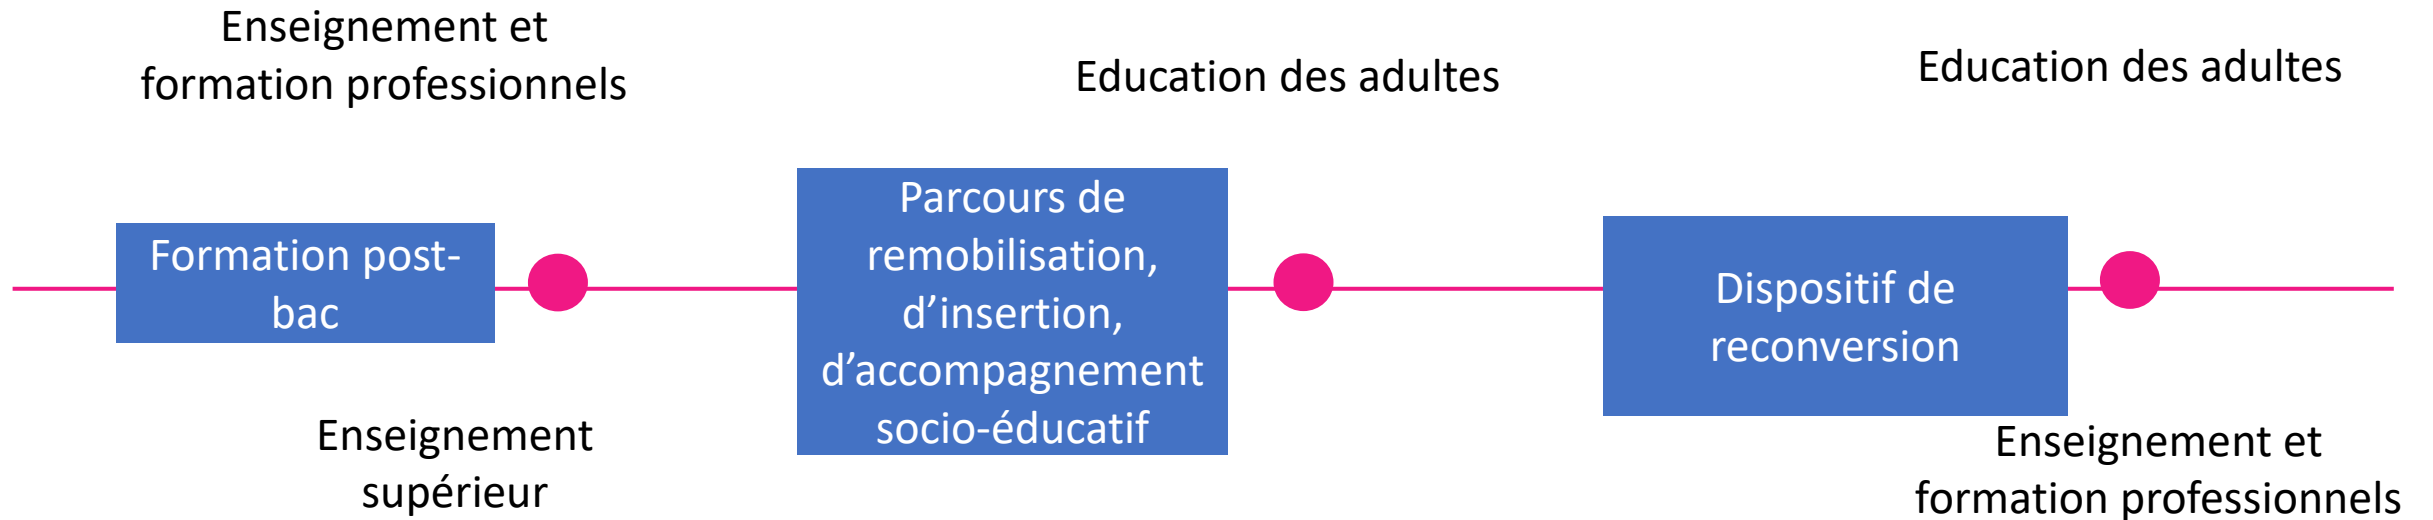 Enseignement et
formation professionnels
Education des adultes
Education des adultes
Formation post-
bac
Parcours de
remobilisation,
d’insertion,
d’accompagnement
socio-éducatif
Dispositif de
reconversion
Enseignement
supérieur
Enseignement et
formation professionnels